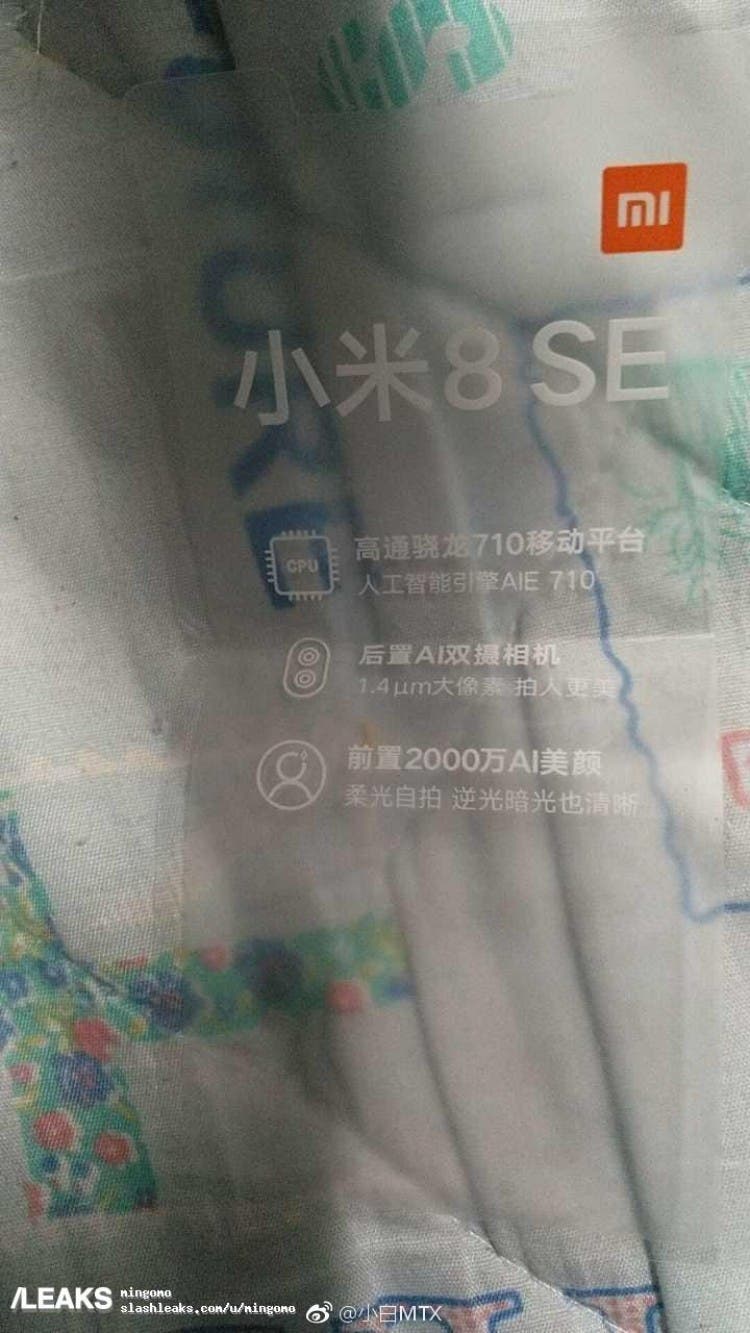 mi
小米8 SE
CPU
高通骁龙710移动平台
人工智能引擎AIE 710
后置AI双摄相机
1.4μm大像素 拍人更美
前置2000万AI美颜
柔光自拍 逆光暗光也清晰
/LEAKS
mingomo
slashleaks.com/u/mingomo
@小白MTX